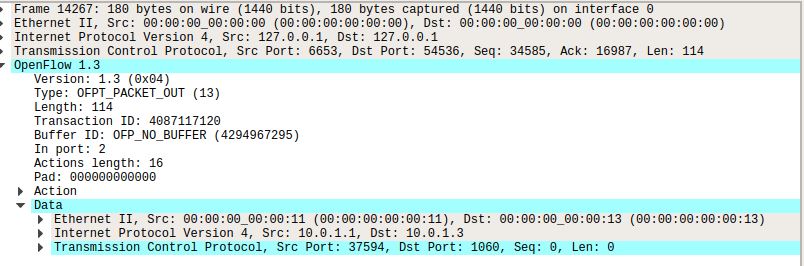 Frame 14267: 180 bytes on wire (1440 bits), 180 bytes captured (1440 bits) on interface 0
Ethernet II, Src: 00:00:00_00:00:00 (00:00:00:00:00:00), Dst: 00:00:00_00:00:00 (00:00:00:00:00:00)
Internet Protocol Version 4, Src: 127.0.0.1, Dst: 127.0.0.1
Transmission Control Protocol, Src Port: 6653, Dst Port: 54536, Seq: 34585, Ack: 16987, Len: 114
OpenFlow 1.3
Version: 1.3 (0x04)
Type: OFPT_PACKET_OUT (13)
Length: 114
Transaction ID: 4087117120
Buffer ID: OFP_NO_BUFFER (4294967295)
In port: 2
Actions length: 16
Pad: 000000000000
Action
Data
Ethernet II, Src: 00:00:00_00:00:11 (00:00:00:00:00:11), Dst: 00:00:00_00:00:13 (00:00:00:00:00:13)
Internet Protocol Version 4, Src: 10.0.1.1, Dst: 10.0.1.3
Transmission Control Protocol, Src Port: 37594, Dst Port: 1060, Seq: 0, Len: 0